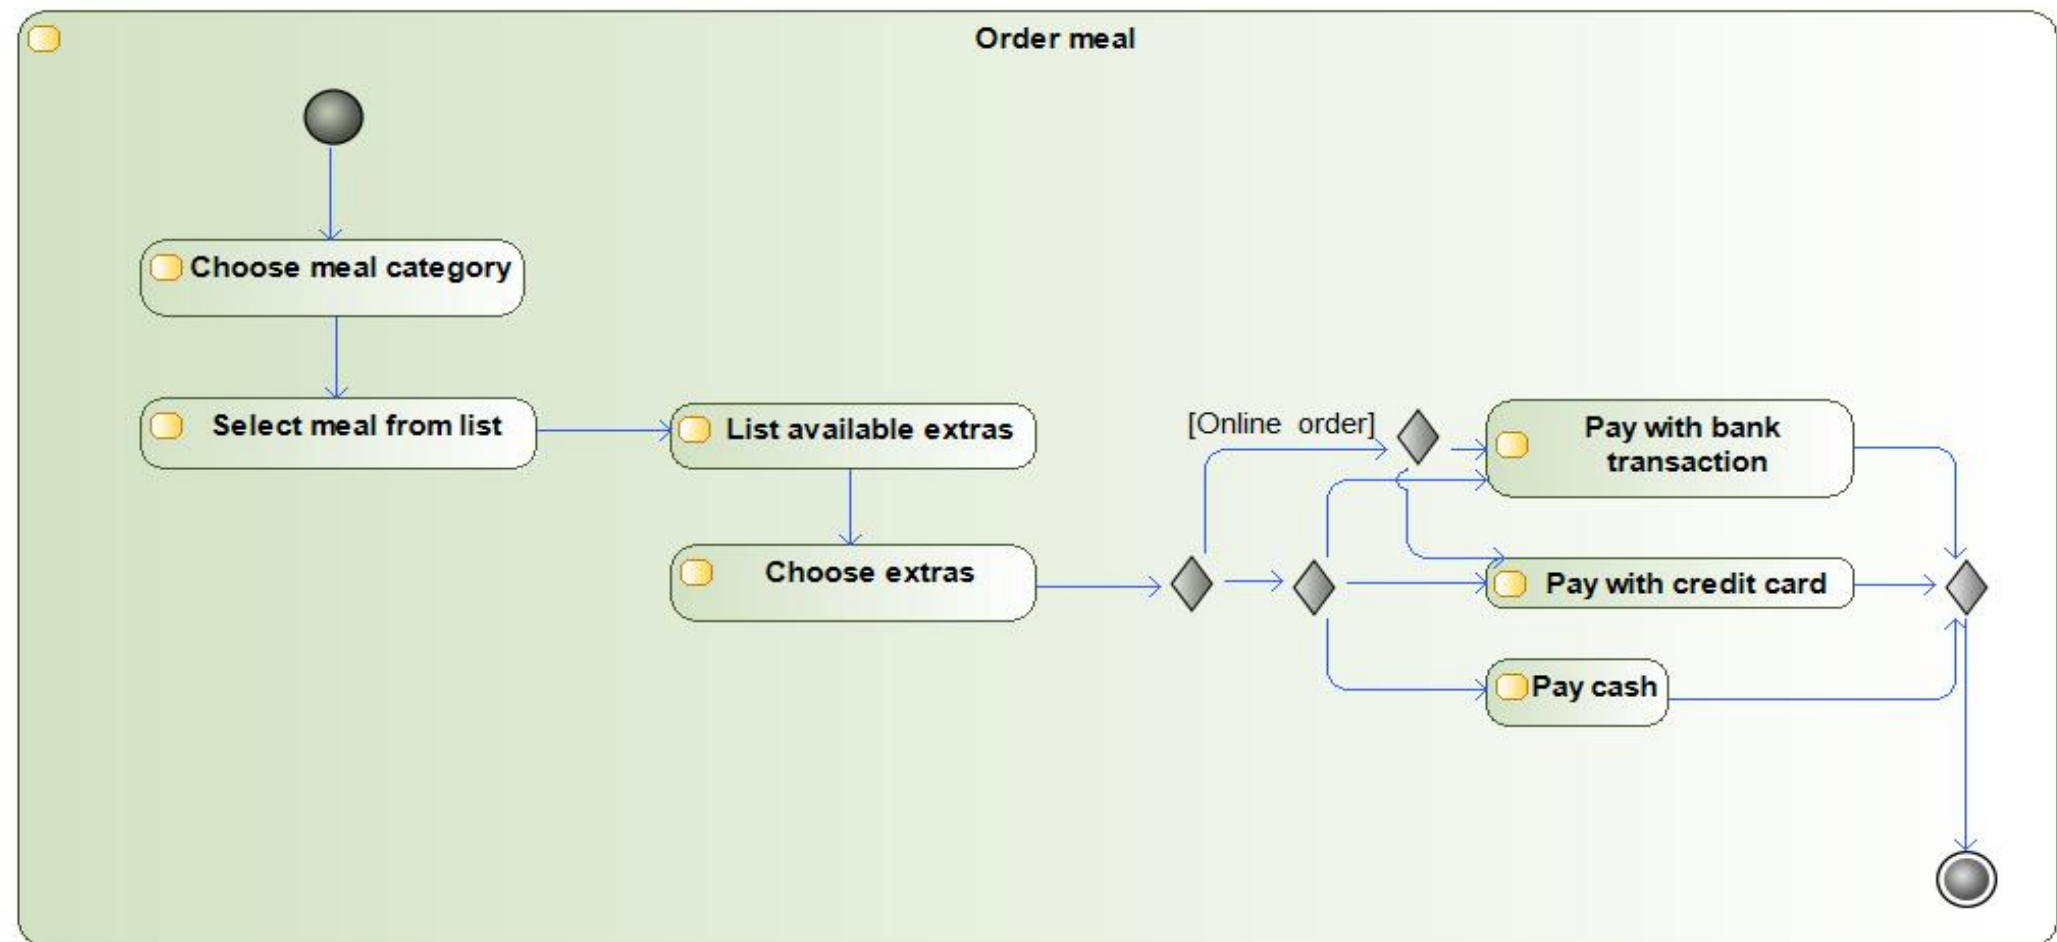 Order meal
Choose meal category
Select meal from list
List available extras
Choose extras
[Online order]
Pay with bank
transaction
Pay with credit card
Pay cash